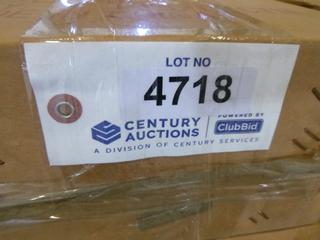 LOT NO
4718
CENTURY
AUCTIONS
POWERED BY
ClubBid
A DIVISION OF CENTURY SERVICES